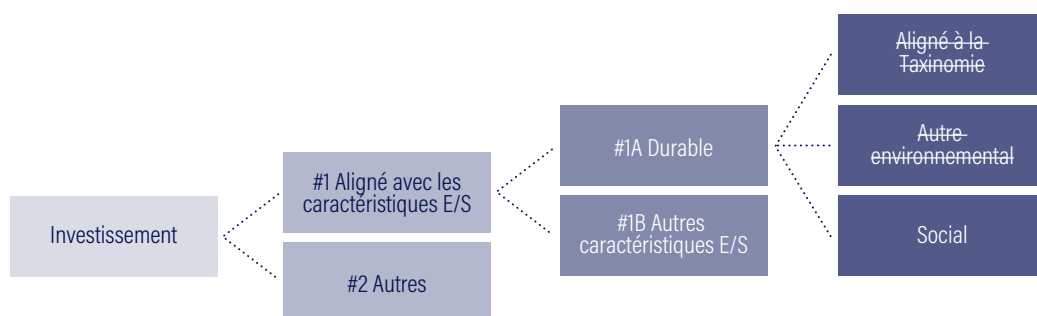 Investissement
#1 Aligné avec les
caractéristiques E/S
#2 Autres
#1A Durable
#1B Autres
caractéristiques E/S
Aligné à la
Taxinomie
Autre
environnemental
Social